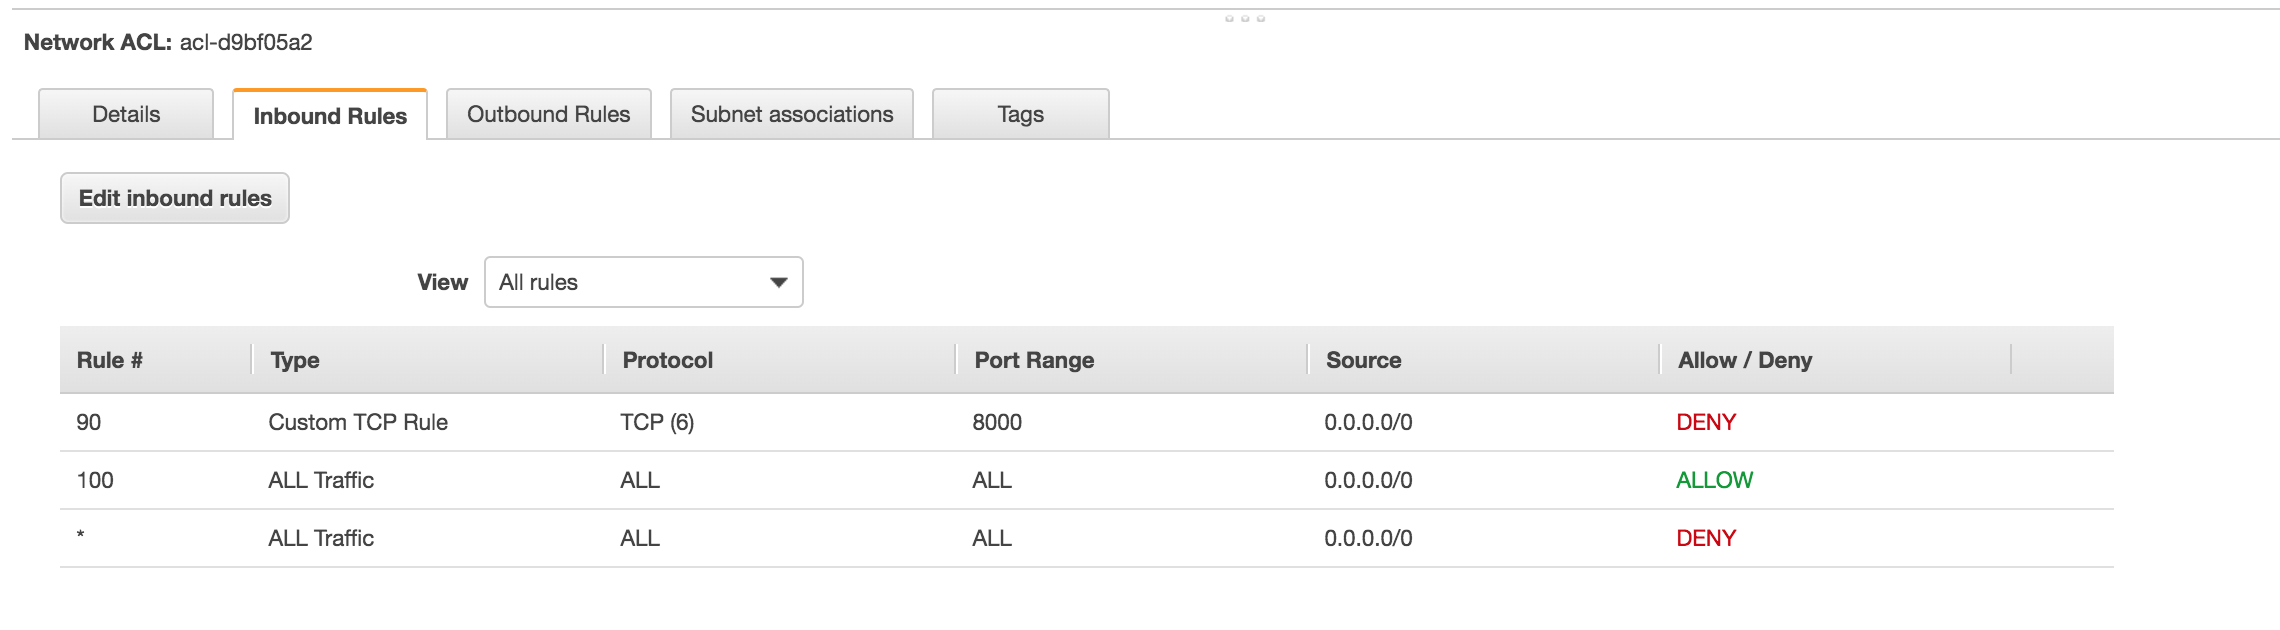 Network ACL: acl-d9bf05a2
Details Inbound Rules Outbound Rules Subnet associations Tags
Edit inbound rules
View All rules
Rule # Type Protocol Port Range Source Allow / Deny
90 Custom TCP Rule TCP (6) 8000 0.0.0.0/0 DENY
100 ALL Traffic ALL ALL 0.0.0.0/0 ALLOW
* ALL Traffic ALL ALL 0.0.0.0/0 DENY